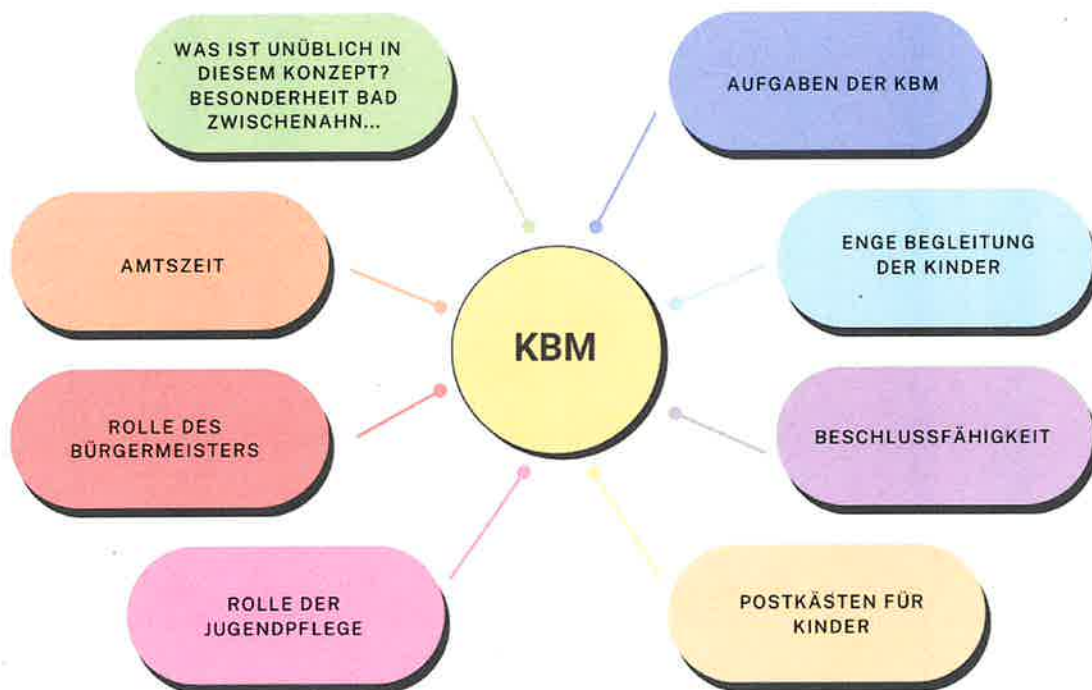 WAS IST UNÜBLICH IN
DIESEM KONZEPT?
BESONDERHEIT BAD
ZWISCHENAHN...
AUFGABEN DER KBM
AMTSZEIT
ENGE BEGLEITUNG
DER KINDER
KBM
ROLLE DES
BÜRGERMEISTERS
BESCHLUSSFÄHIGKEIT
ROLLE DER
JUGENDPFLEGE
POSTKÄSTEN FÜR
KINDER